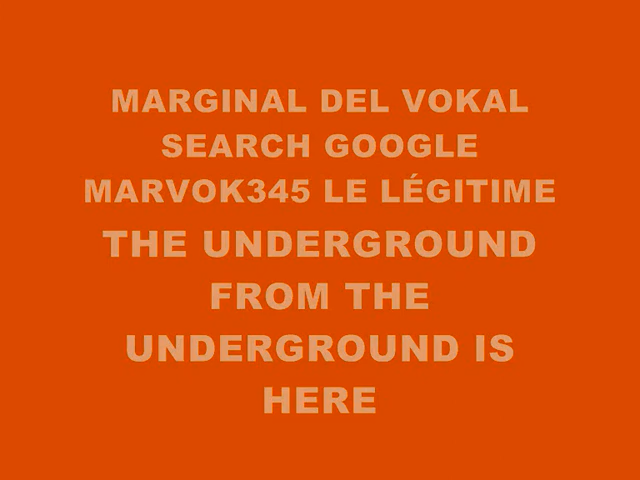 MARGINAL DEL VOKAL
SEARCH GOOGLE
MARVOK345 LE LÉGITIME
THE UNDERGROUND
FROM THE
UNDERGROUND IS
HERE